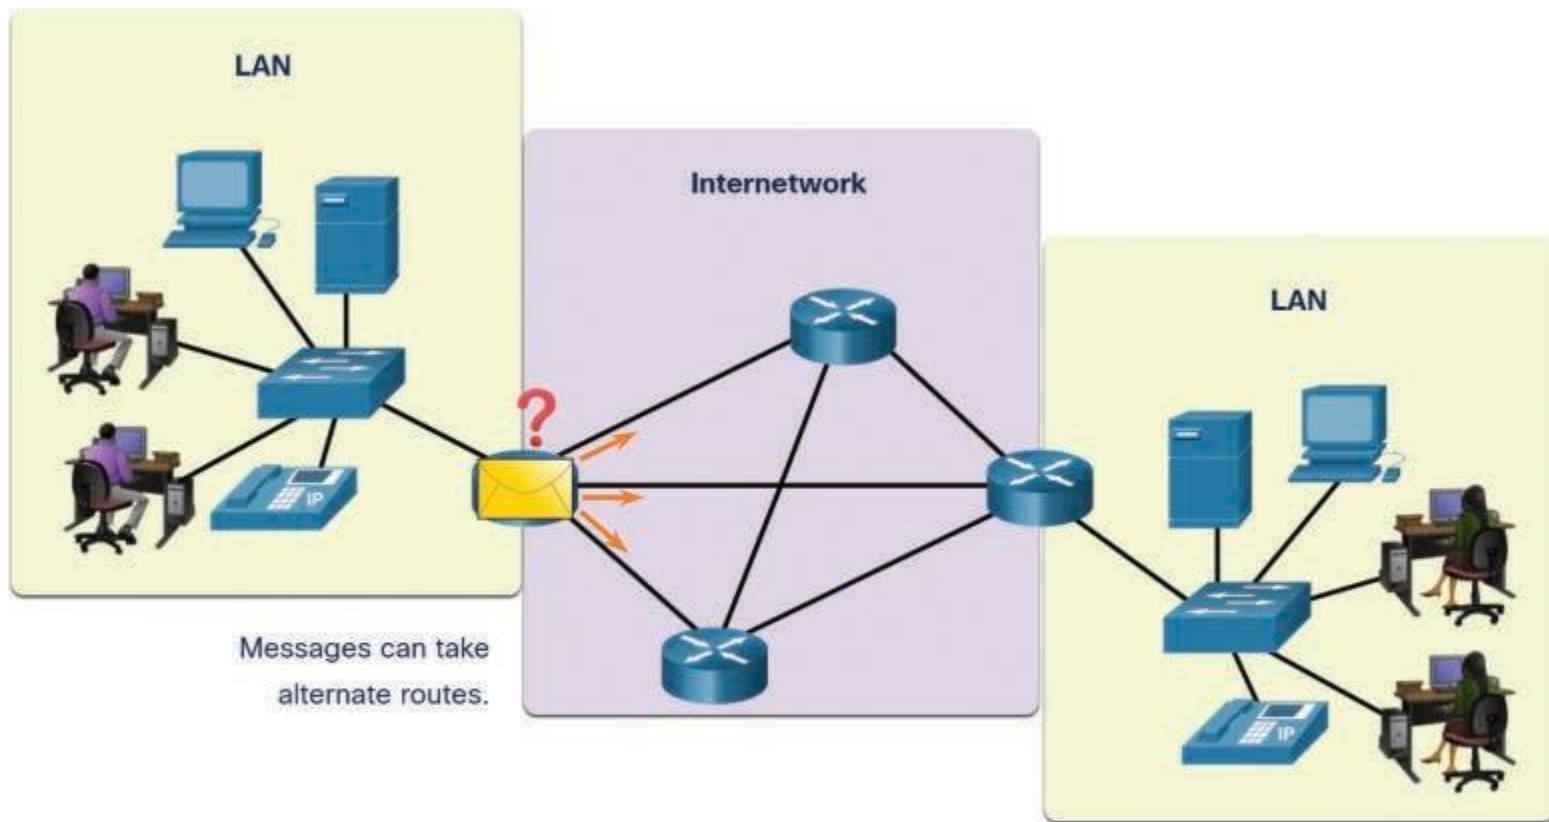 LAN
Internetwork
LAN
?
IP
Messages can take
alternate routes.
IP